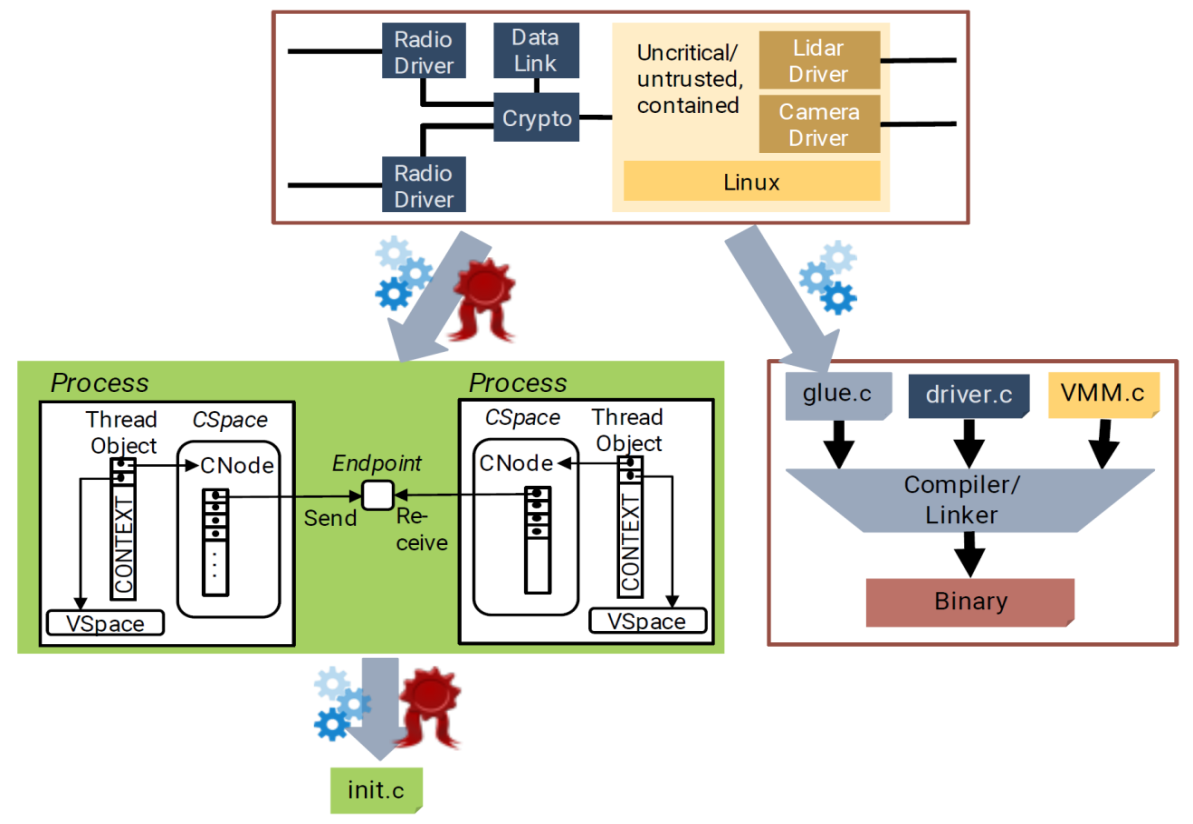 Radio
Driver
Data
Link
Crypto
Radio
Driver
Uncritical/
untrusted,
contained
Lidar
Driver
Camera
Driver
Linux
Process
Thread
Object
CSpace
CNode
CONTEXT
VSpace
Endpoint
Send
Re-
ceive
Process
CSpace
Thread
Object
CNode
CONTEXT
VSpace
init.c
glue.c
driver.c
VMM.c
Compiler/
Linker
Binary